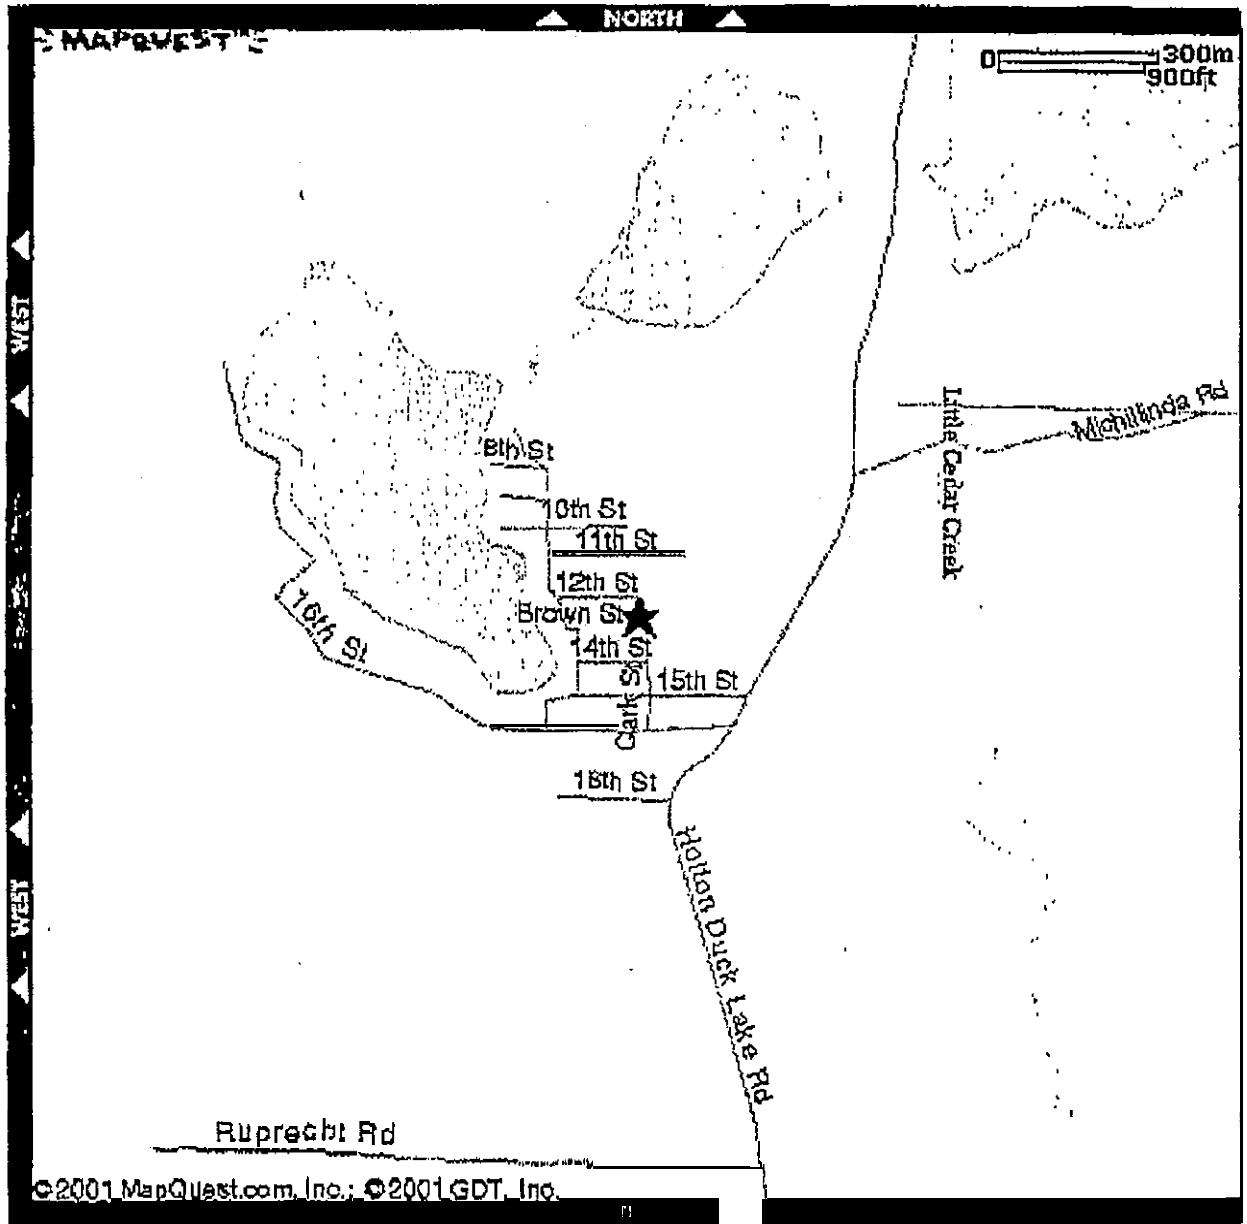 NORTH
MAPQUEST
0 300m
900ft
WEST
Little Cedar Creek
Michillinda Rd
8th St
10th St
11th St
12th St
Brown St
16th St
14th St
15th St
Clark St
18th St
Holton Duck Lake Rd
WEST
Ruprecht Rd
©2001 MapQuest.com, Inc.; ©2001 GDT, Inc.